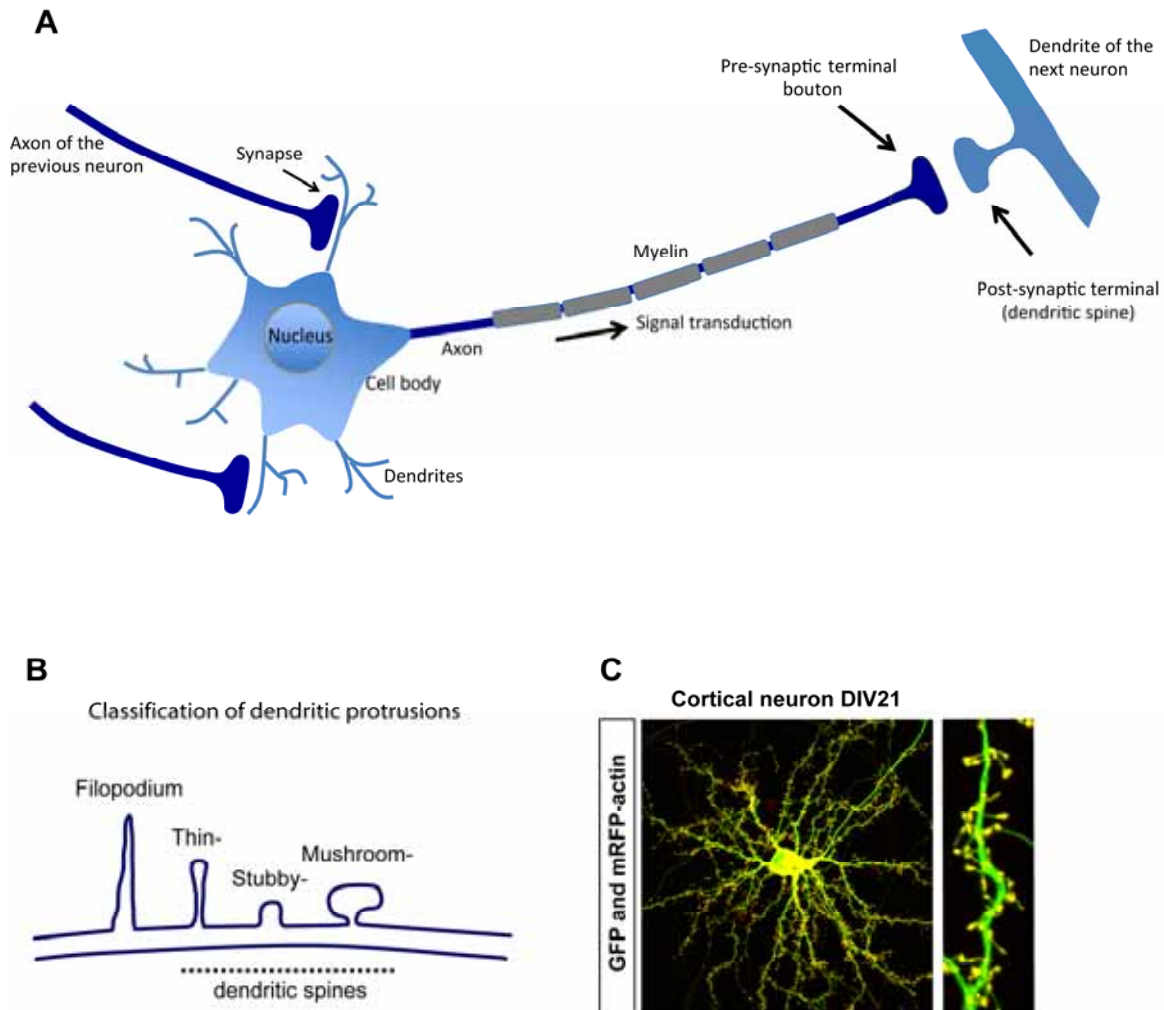 A
Axon of the
previous neuron
Synapse
Pre-synaptic terminal
bouton
Dendrite of the
next neuron
Myelin
Post-synaptic terminal
(dendritic spine)
Signal transduction
Nucleus
Axon
Cell body
Dendrites
B
Classification of dendritic protrusions
Filopodium
Thin-
Stubby-
Mushroom-
dendritic spines
C
Cortical neuron DIV21
GFP and mRFP-actin